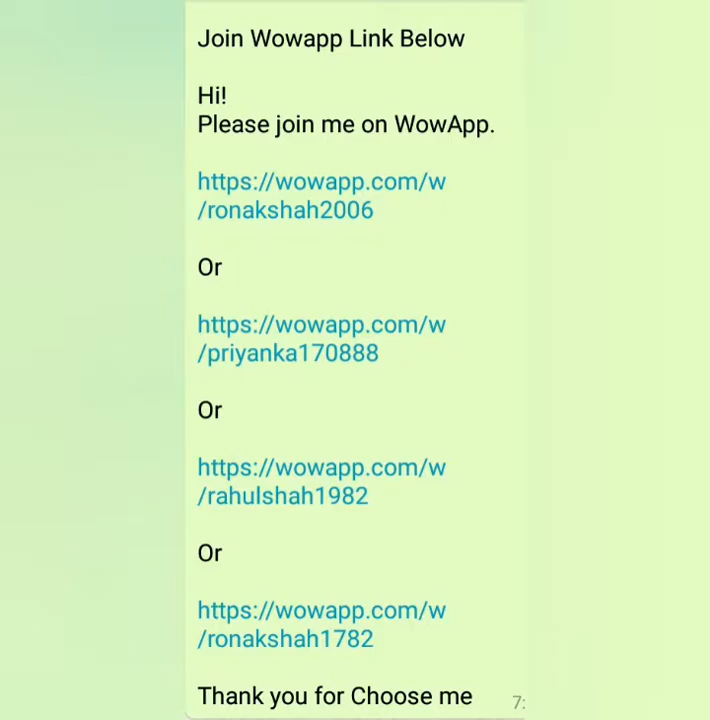 Join Wowapp Link Below
Hi!
Please join me on WowApp.
https://wowapp.com/w
/ronakshah2006
Or
https://wowapp.com/w
/priyanka170888
Or
https://wowapp.com/w
/rahulshah1982
Or
https://wowapp.com/w
/ronakshah1782
Thank you for Choose me
7: